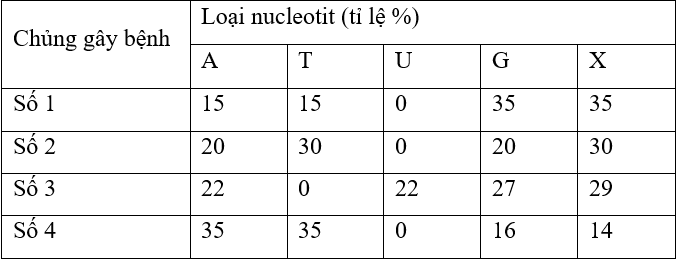 Chủng gây bệnh
Loại nucleotit (tỉ lệ %)
A T U G X
Số 1 15 15 0 35 35
Số 2 20 30 0 20 30
Số 3 22 0 22 27 29
Số 4 35 35 0 16 14